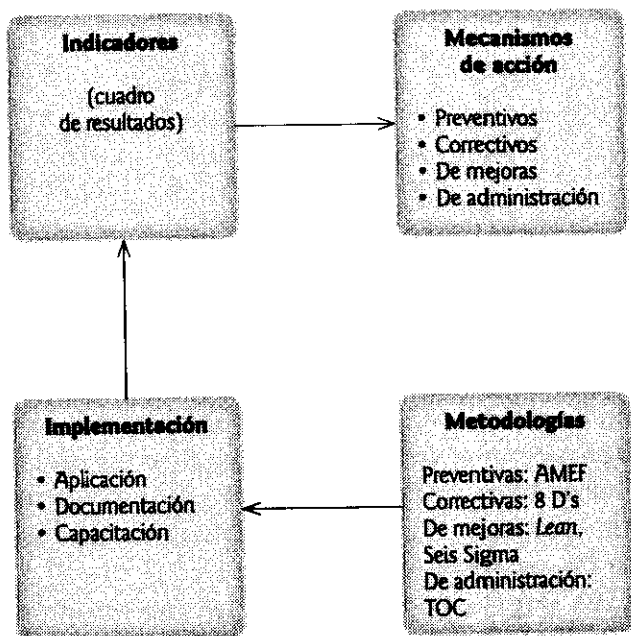 Indicadores
(cuadro
de resultados)
Mecanismos
de acción
• Preventivos
• Correctivos
• De mejoras
• De administración
Implementación
• Aplicación
• Documentación
• Capacitación
Metodologías
Preventivas: AMEF
Correctivas: 8 D's
De mejoras: Lean,
Seis Sigma
De administración:
TOC